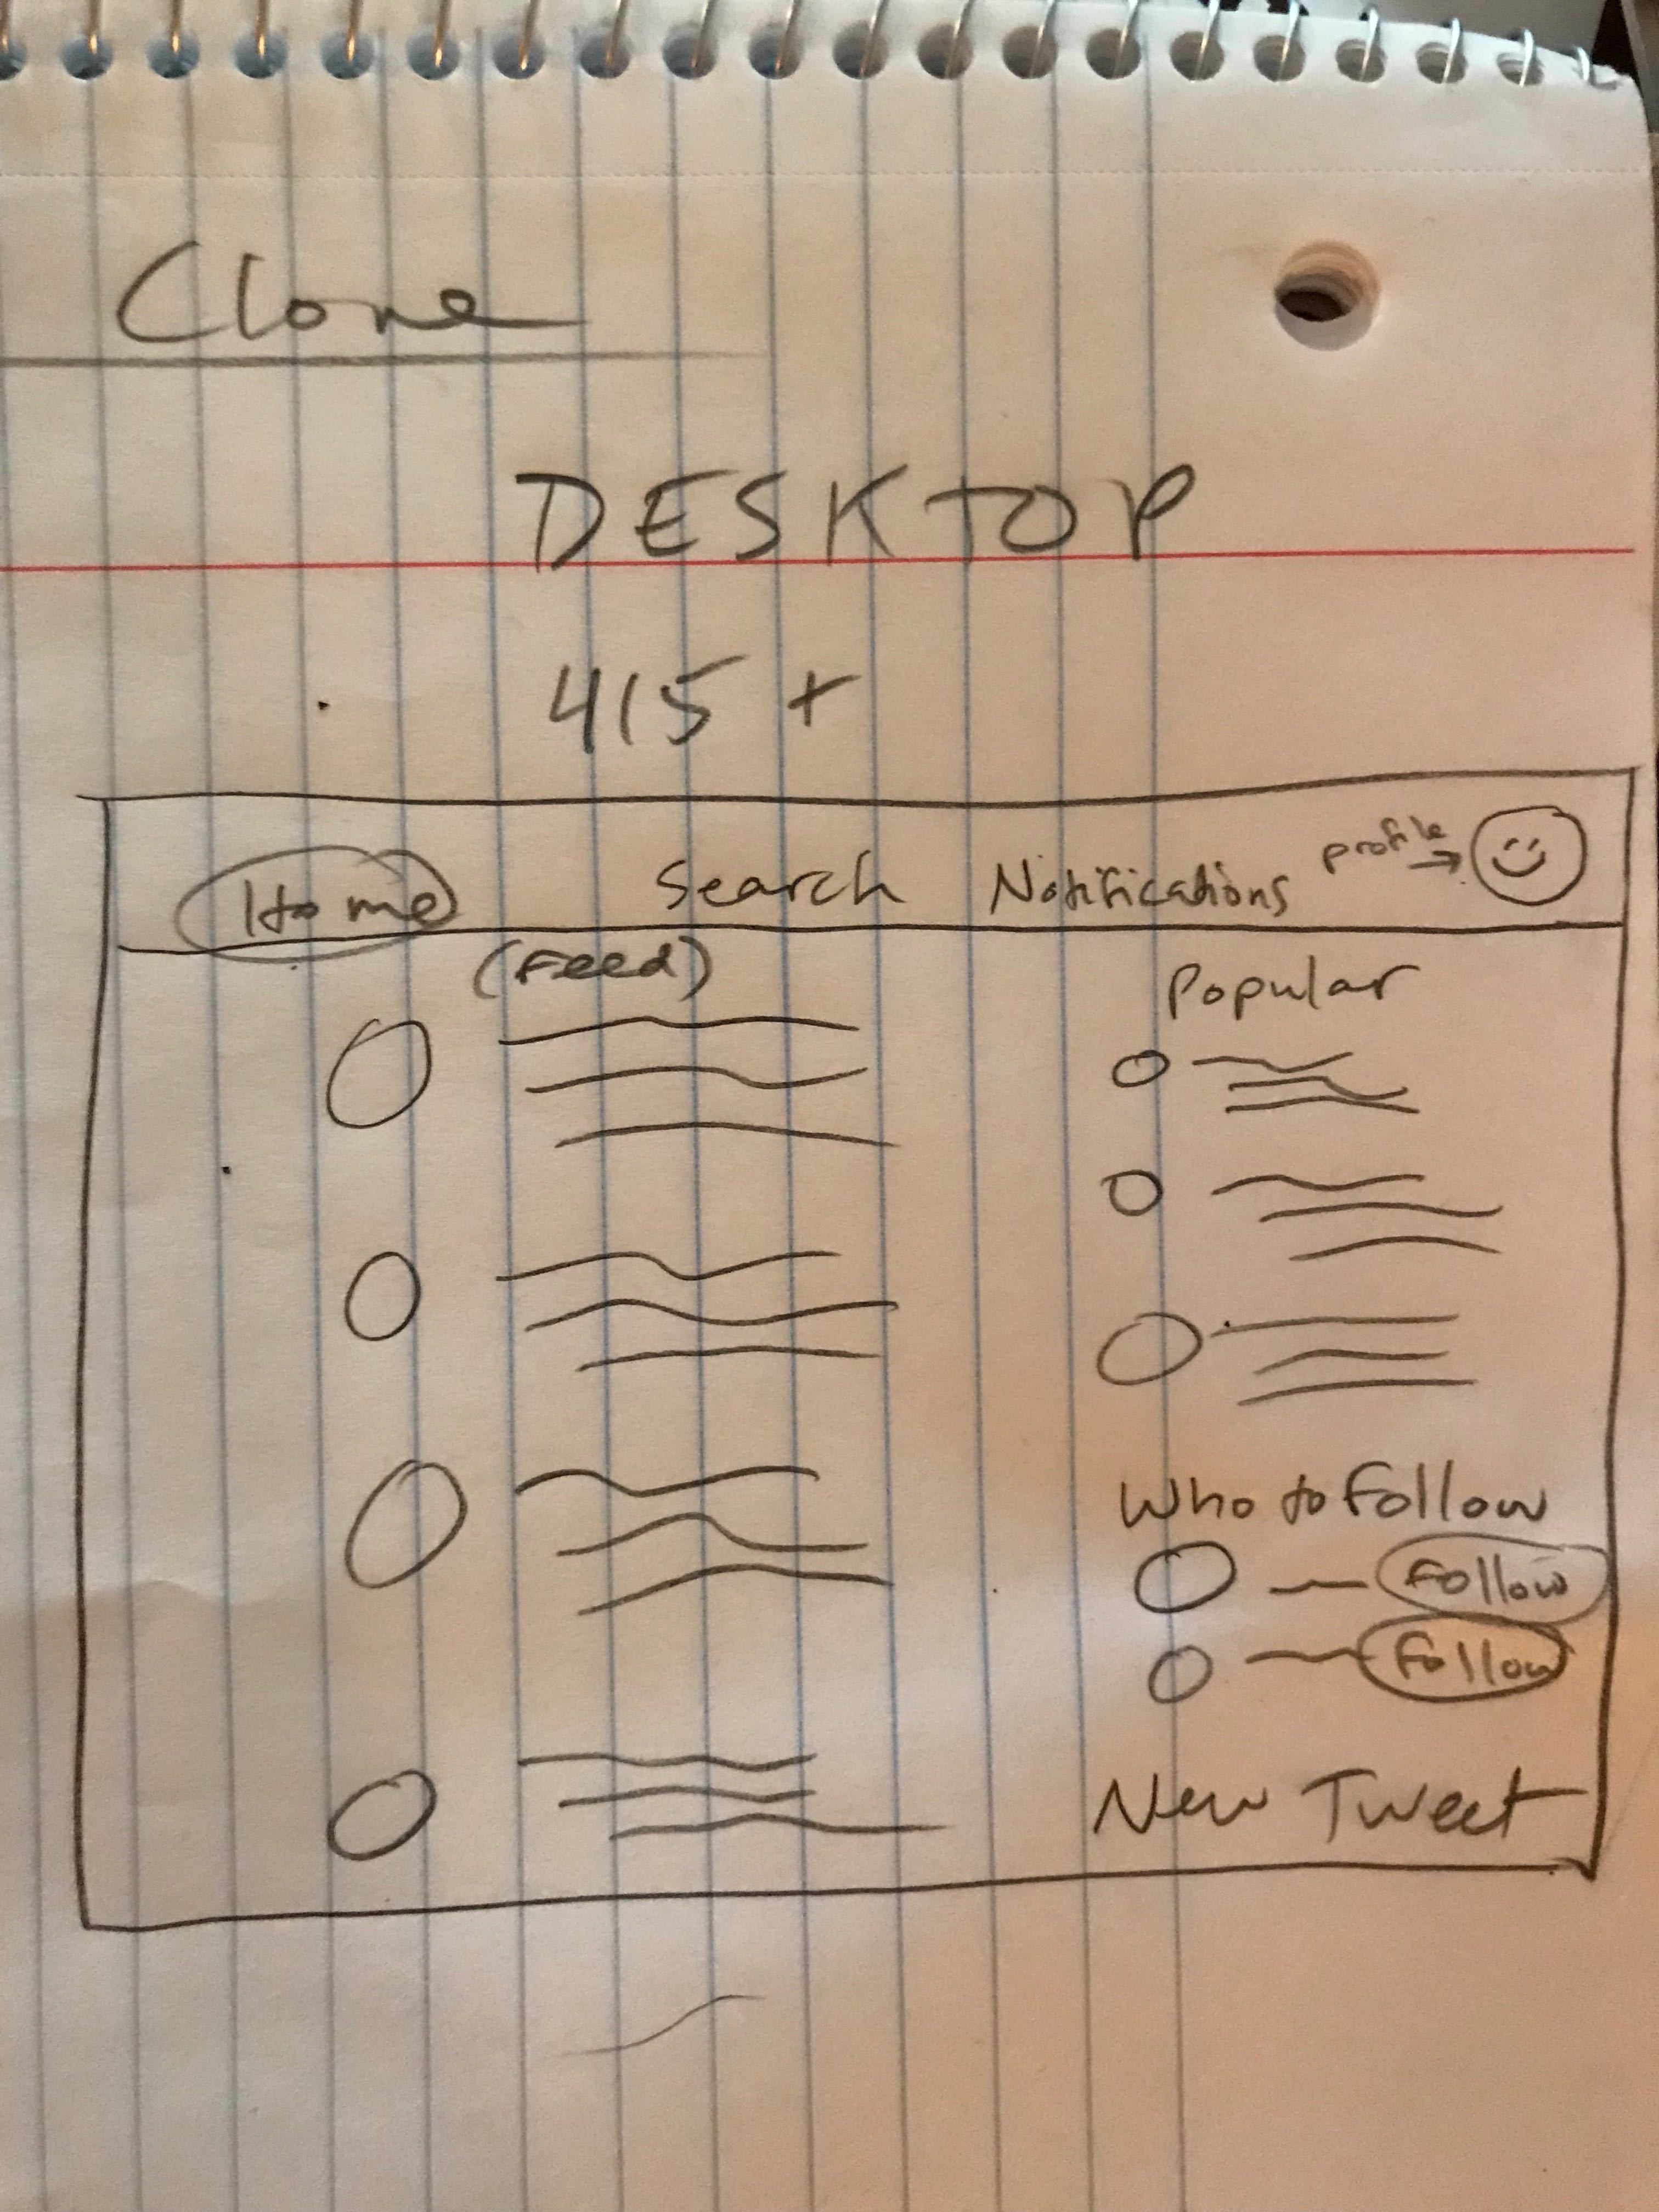 Clone
DESKTOP
415 +
Home Search Notifications profile →
(Feed)
Popular
Who to Follow
Follow
Follow
New Tweet